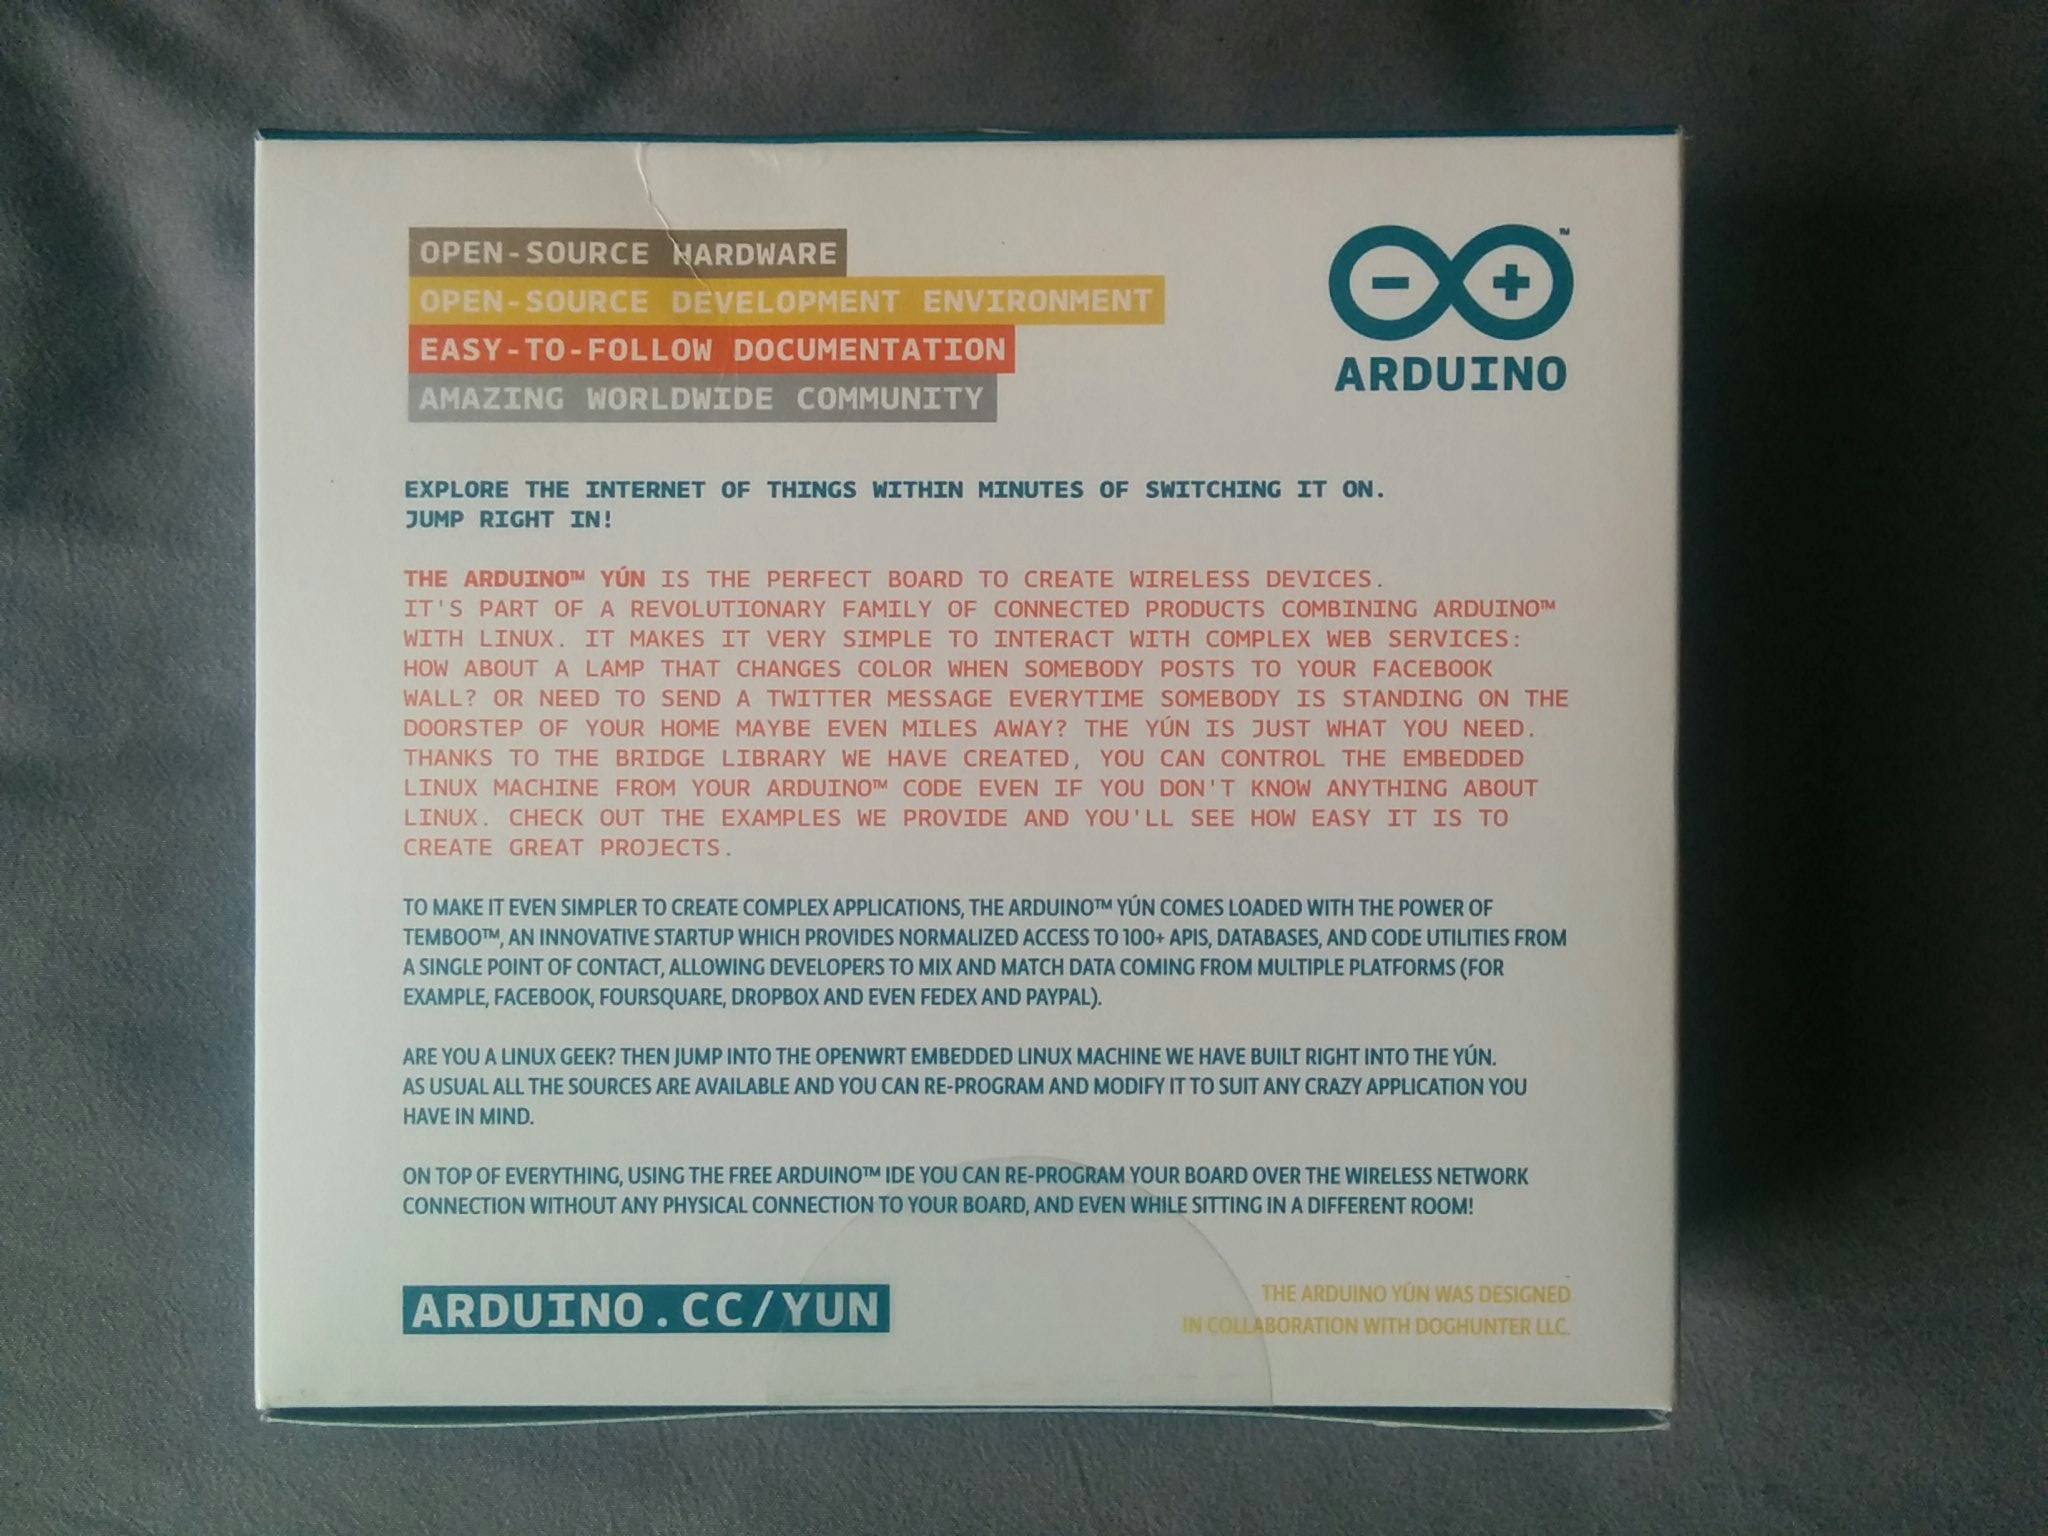 OPEN-SOURCE HARDWARE
OPEN-SOURCE DEVELOPMENT ENVIRONMENT
EASY-TO-FOLLOW DOCUMENTATION
AMAZING WORLDWIDE COMMUNITY
- + ™
ARDUINO
EXPLORE THE INTERNET OF THINGS WITHIN MINUTES OF SWITCHING IT ON.
JUMP RIGHT IN!
THE ARDUINO™ YÚN IS THE PERFECT BOARD TO CREATE WIRELESS DEVICES.
IT'S PART OF A REVOLUTIONARY FAMILY OF CONNECTED PRODUCTS COMBINING ARDUINO™
WITH LINUX. IT MAKES IT VERY SIMPLE TO INTERACT WITH COMPLEX WEB SERVICES:
HOW ABOUT A LAMP THAT CHANGES COLOR WHEN SOMEBODY POSTS TO YOUR FACEBOOK
WALL? OR NEED TO SEND A TWITTER MESSAGE EVERYTIME SOMEBODY IS STANDING ON THE
DOORSTEP OF YOUR HOME MAYBE EVEN MILES AWAY? THE YÚN IS JUST WHAT YOU NEED.
THANKS TO THE BRIDGE LIBRARY WE HAVE CREATED, YOU CAN CONTROL THE EMBEDDED
LINUX MACHINE FROM YOUR ARDUINO™ CODE EVEN IF YOU DON'T KNOW ANYTHING ABOUT
LINUX. CHECK OUT THE EXAMPLES WE PROVIDE AND YOU'LL SEE HOW EASY IT IS TO
CREATE GREAT PROJECTS.
TO MAKE IT EVEN SIMPLER TO CREATE COMPLEX APPLICATIONS, THE ARDUINO™ YÚN COMES LOADED WITH THE POWER OF
TEMBOO™, AN INNOVATIVE STARTUP WHICH PROVIDES NORMALIZED ACCESS TO 100+ APIS, DATABASES, AND CODE UTILITIES FROM
A SINGLE POINT OF CONTACT, ALLOWING DEVELOPERS TO MIX AND MATCH DATA COMING FROM MULTIPLE PLATFORMS (FOR
EXAMPLE, FACEBOOK, FOURSQUARE, DROPBOX AND EVEN FEDEX AND PAYPAL).
ARE YOU A LINUX GEEK? THEN JUMP INTO THE OPENWRT EMBEDDED LINUX MACHINE WE HAVE BUILT RIGHT INTO THE YÚN.
AS USUAL ALL THE SOURCES ARE AVAILABLE AND YOU CAN RE-PROGRAM AND MODIFY IT TO SUIT ANY CRAZY APPLICATION YOU
HAVE IN MIND.
ON TOP OF EVERYTHING, USING THE FREE ARDUINO™ IDE YOU CAN RE-PROGRAM YOUR BOARD OVER THE WIRELESS NETWORK
CONNECTION WITHOUT ANY PHYSICAL CONNECTION TO YOUR BOARD, AND EVEN WHILE SITTING IN A DIFFERENT ROOM!
ARDUINO.CC/YUN
THE ARDUINO YÚN WAS DESIGNED
IN COLLABORATION WITH DOGHUNTER LLC.